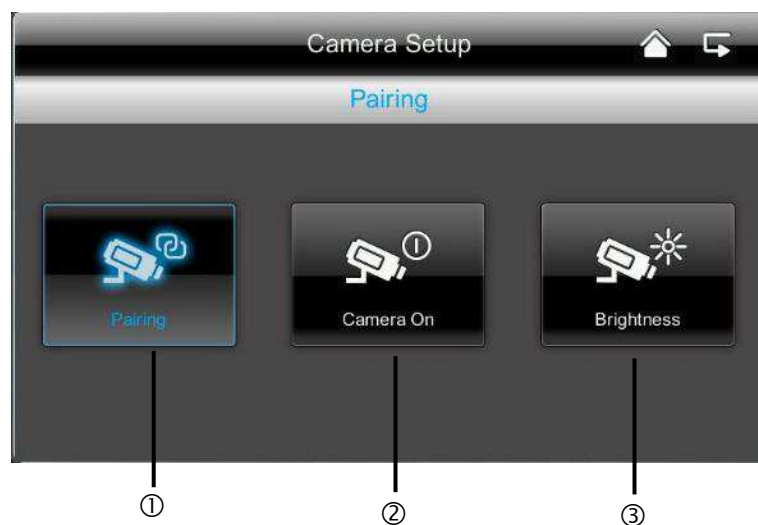 Camera Setup
Pairing
Pairing
Camera On
Brightness
①
②
③